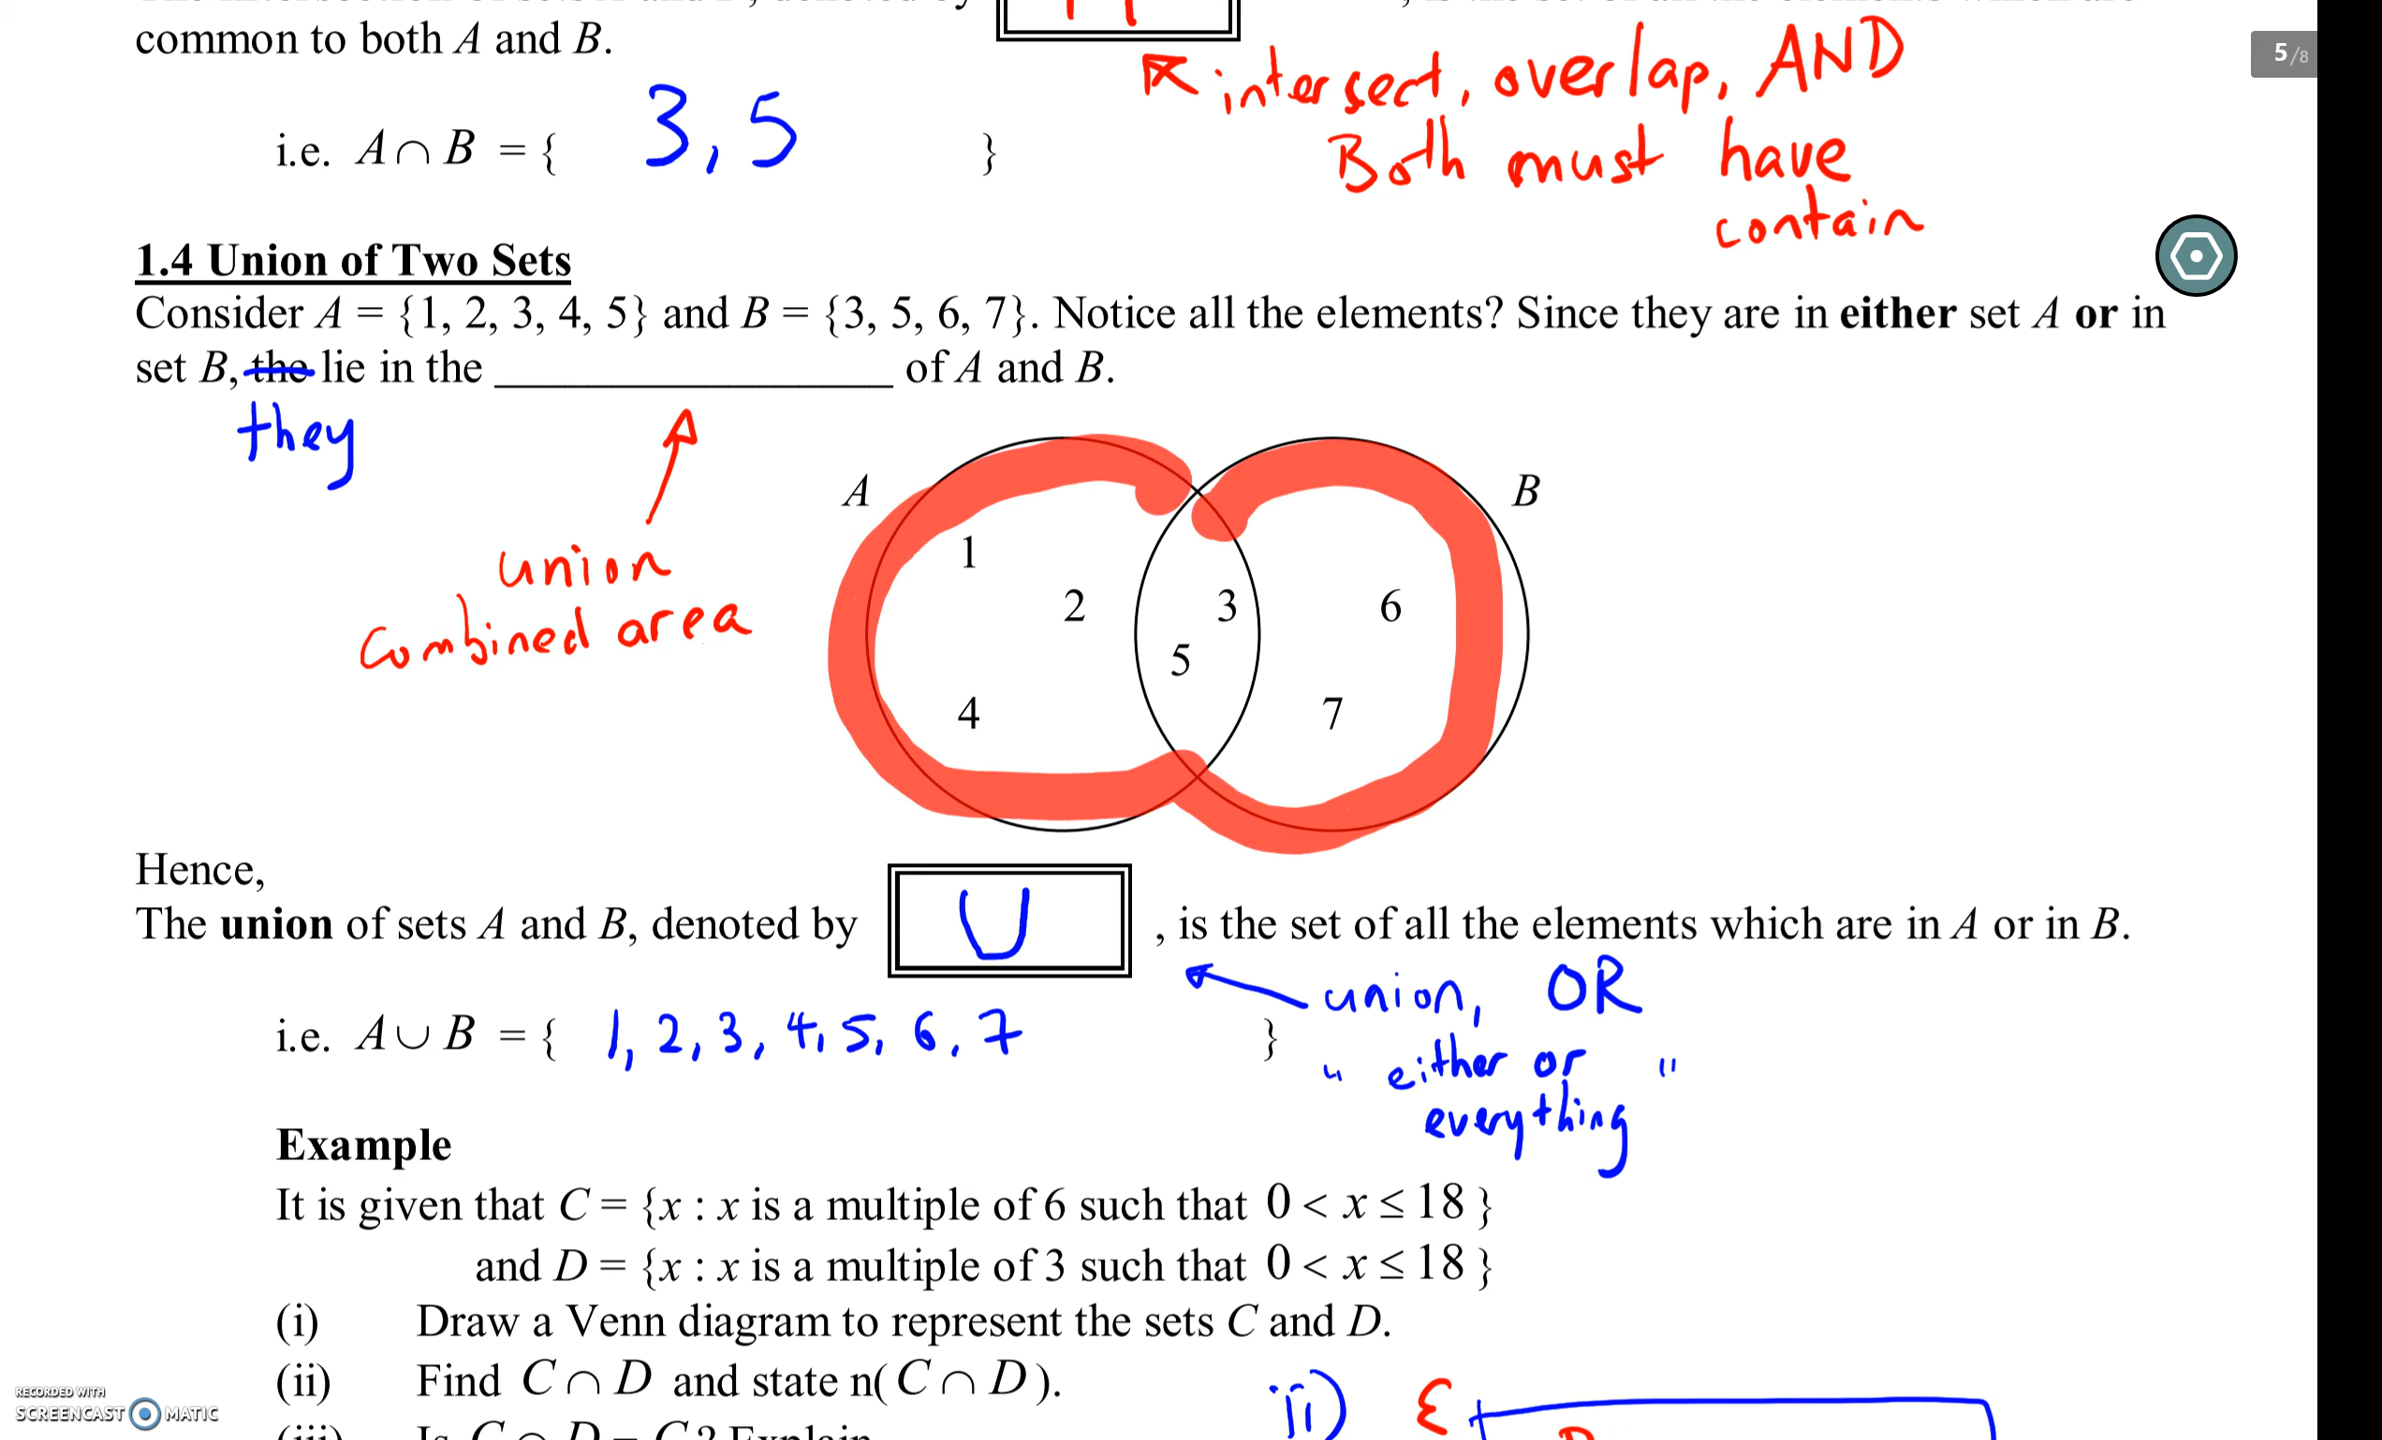 common to both A and B.
5/8
intersect, overlap, AND
Both must have
contain
i.e. A ∩ B = { 3, 5 }
1.4 Union of Two Sets
Consider A = {1, 2, 3, 4, 5} and B = {3, 5, 6, 7}. Notice all the elements? Since they are in either set A or in
set B, the lie in the ____________ of A and B.
they
union
combined area
A
B
1
2
3
6
5
4
7
Hence,
The union of sets A and B, denoted by U , is the set of all the elements which are in A or in B.
union, OR
i.e. A ∪ B = { 1, 2, 3, 4, 5, 6, 7 }
" either or "
everything
Example
It is given that C = {x : x is a multiple of 6 such that 0 < x ≤ 18 }
and D = {x : x is a multiple of 3 such that 0 < x ≤ 18 }
(i) Draw a Venn diagram to represent the sets C and D.
(ii) Find C ∩ D and state n( C ∩ D ).
ii) ε
RECORDED WITH
SCREENCAST MATIC